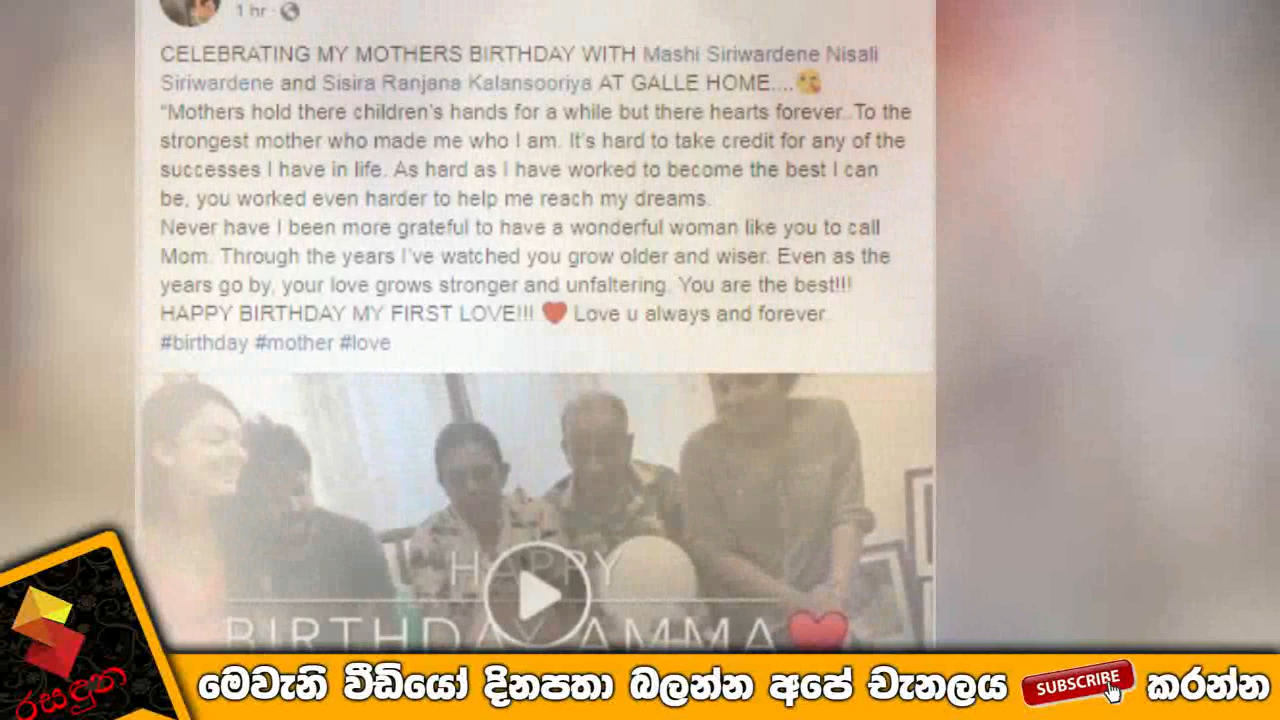 1 hr ·
CELEBRATING MY MOTHERS BIRTHDAY WITH Mashi Siriwardene Nisali
Siriwardene and Sisira Ranjana Kalansooriya AT GALLE HOME....😘
“Mothers hold there children’s hands for a while but there hearts forever..To the
strongest mother who made me who I am. It’s hard to take credit for any of the
successes I have in life. As hard as I have worked to become the best I can
be, you worked even harder to help me reach my dreams.
Never have I been more grateful to have a wonderful woman like you to call
Mom. Through the years I’ve watched you grow older and wiser. Even as the
years go by, your love grows stronger and unfaltering. You are the best!!!
HAPPY BIRTHDAY MY FIRST LOVE!!! ❤ Love u always and forever.
#birthday #mother #love
HAPPY
BIRTHDAY AMMA❤
රසඳුන
මෙවැනි වීඩියෝ දිනපතා බලන්න අපේ චැනලය SUBSCRIBE කරන්න